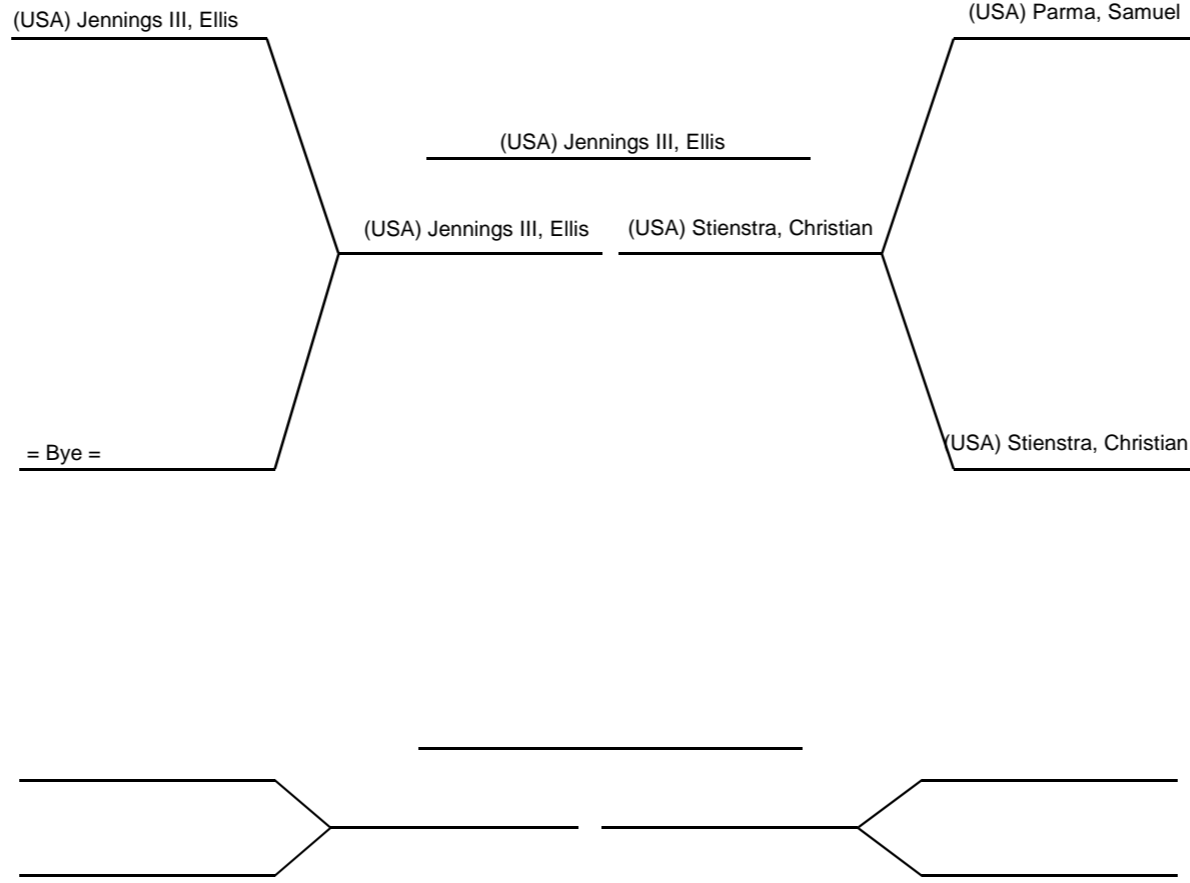 (USA) Jennings III, Ellis
(USA) Parma, Samuel
(USA) Jennings III, Ellis
(USA) Jennings III, Ellis
(USA) Stienstra, Christian
= Bye =
(USA) Stienstra, Christian